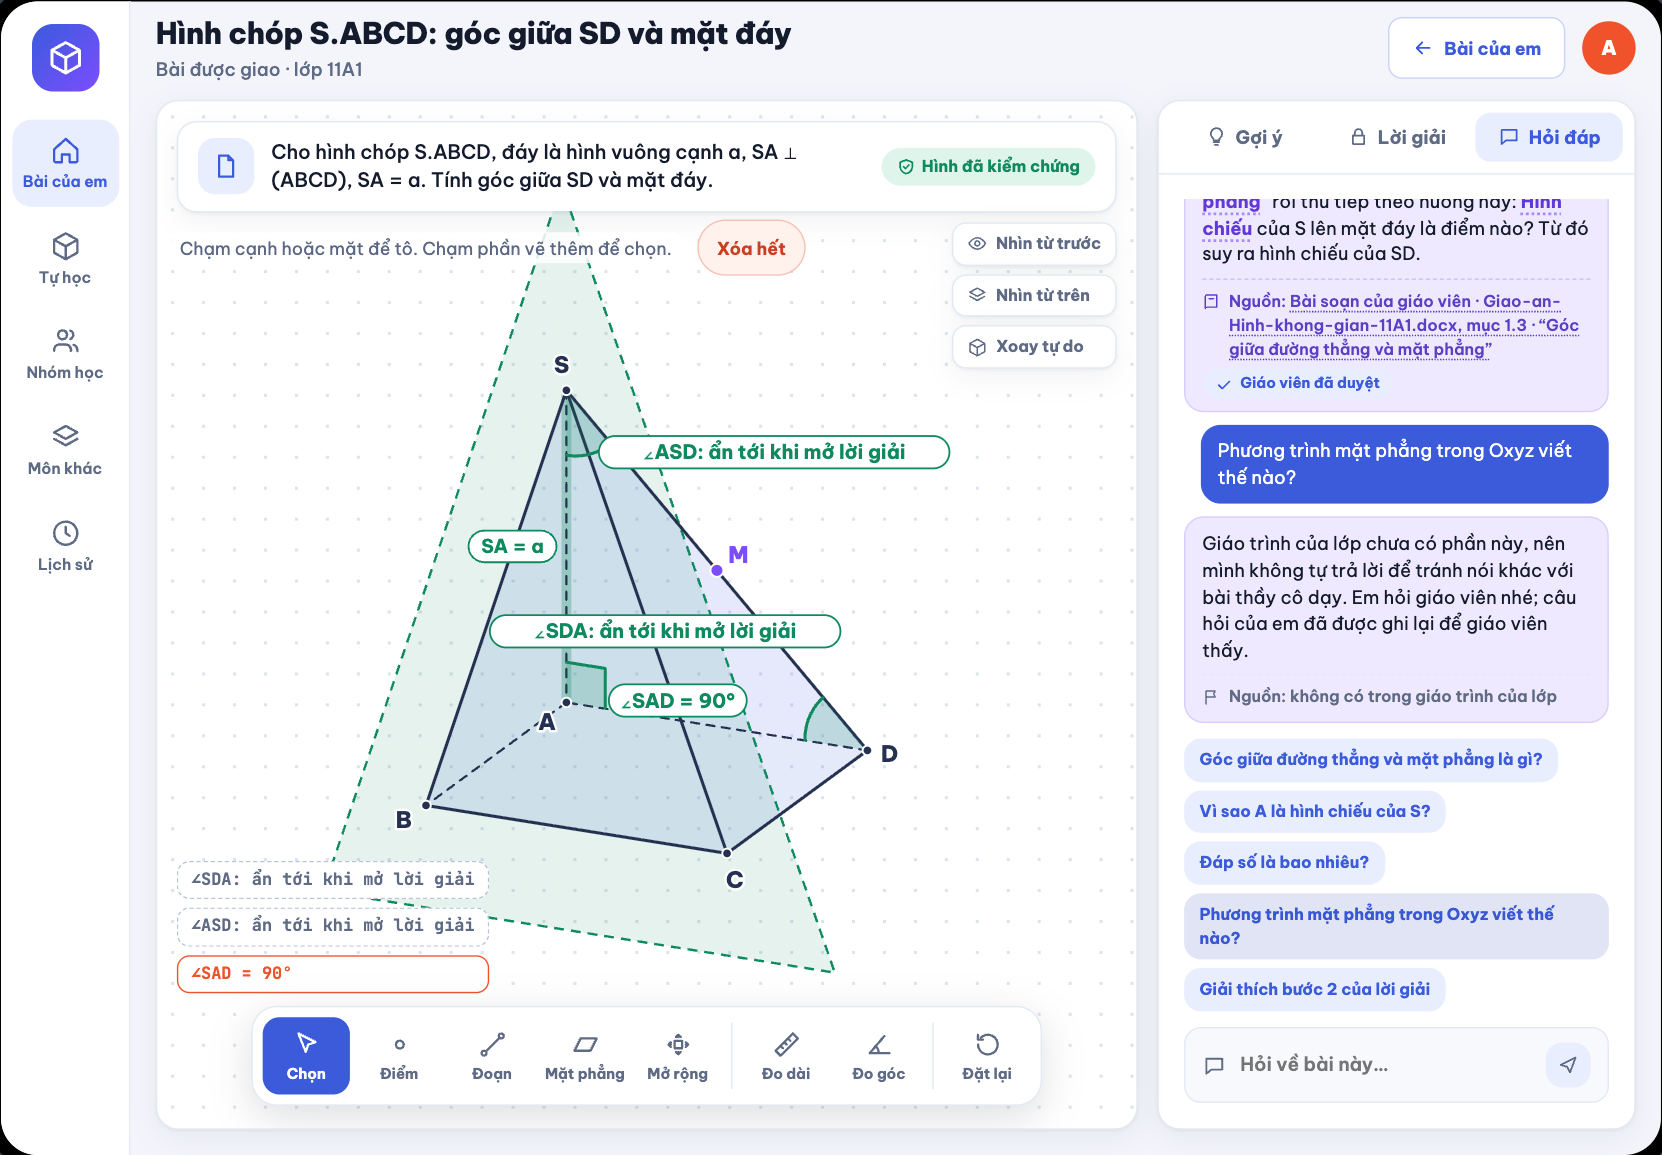 Hình chóp S.ABCD: góc giữa SD và mặt đáy
Bài được giao · lớp 11A1
Bài của em
A
Bài của em
Tự học
Nhóm học
Môn khác
Lịch sử
Cho hình chóp S.ABCD, đáy là hình vuông cạnh a, SA ⊥
(ABCD), SA = a. Tính góc giữa SD và mặt đáy.
Hình đã kiểm chứng
Chạm cạnh hoặc mặt để tô. Chạm phần vẽ thêm để chọn.
Xóa hết
Nhìn từ trước
Nhìn từ trên
Xoay tự do
S
∠ASD: ẩn tới khi mở lời giải
SA = a
M
∠SDA: ẩn tới khi mở lời giải
∠SAD = 90°
A
D
B
C
∠SDA: ẩn tới khi mở lời giải
∠ASD: ẩn tới khi mở lời giải
∠SAD = 90°
Chọn
Điểm
Đoạn
Mặt phẳng
Mở rộng
Đo dài
Đo góc
Đặt lại
Gợi ý
Lời giải
Hỏi đáp
phẳng rồi thử tiếp theo hướng này: Hình
chiếu của S lên mặt đáy là điểm nào? Từ đó
suy ra hình chiếu của SD.
Nguồn: Bài soạn của giáo viên · Giao-an-
Hinh-khong-gian-11A1.docx, mục 1.3 · “Góc
giữa đường thẳng và mặt phẳng”
Giáo viên đã duyệt
Phương trình mặt phẳng trong Oxyz viết
thế nào?
Giáo trình của lớp chưa có phần này, nên
mình không tự trả lời để tránh nói khác với
bài thầy cô dạy. Em hỏi giáo viên nhé; câu
hỏi của em đã được ghi lại để giáo viên
thấy.
Nguồn: không có trong giáo trình của lớp
Góc giữa đường thẳng và mặt phẳng là gì?
Vì sao A là hình chiếu của S?
Đáp số là bao nhiêu?
Phương trình mặt phẳng trong Oxyz viết thế
nào?
Giải thích bước 2 của lời giải
Hỏi về bài này...